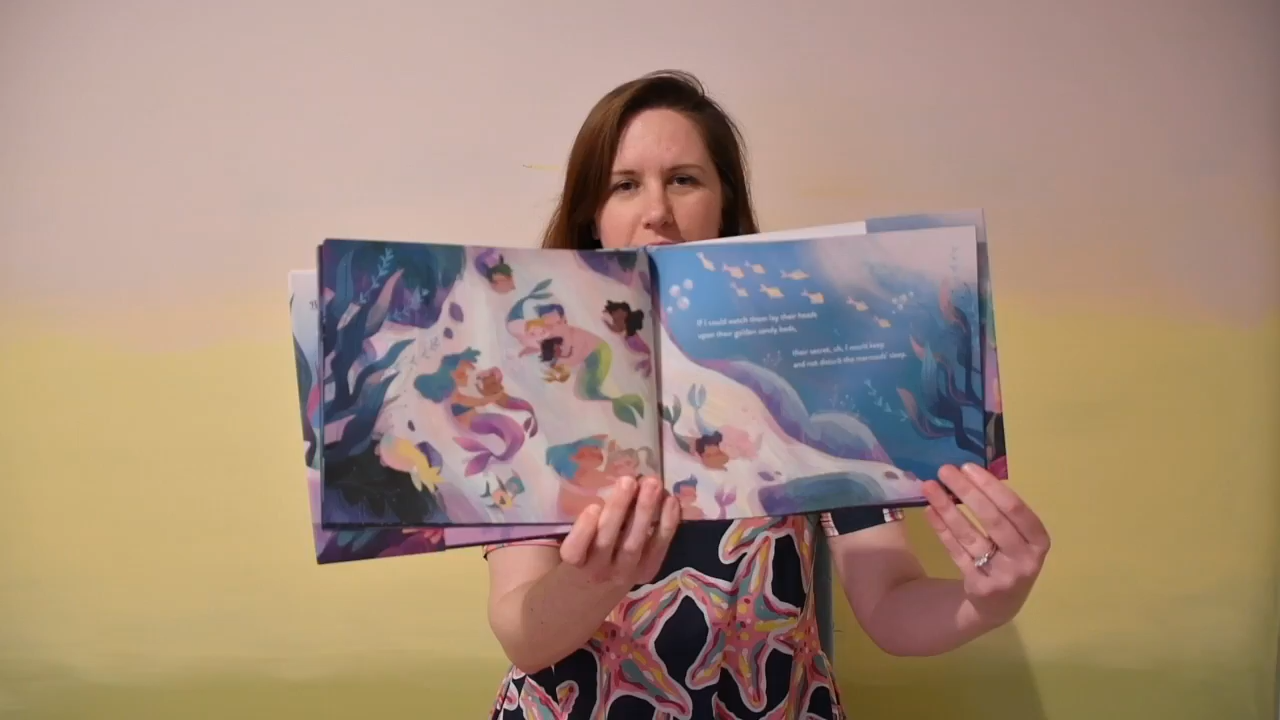 If I could watch them lay their heads
upon their golden sandy beds,
their secret, oh, I would keep
and not disturb the mermaids' sleep.